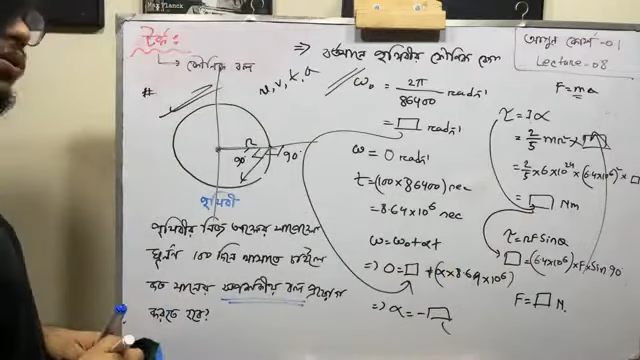 Max Planck
টর্ক:
↳ কৌণিক বল
#
r
90°
90°
পৃথিবী
পৃথিবীর নিজ অক্ষের সাপেক্ষে
ঘূর্ণন 100 দিনে থামাতে চাইলে
কত মানের স্পর্শকীয় বল প্রয়োগ
করতে হবে?
⇒ বর্তমানে পৃথিবীর কৌণিক বেগ
ω₀ = 2π/86400 rads⁻¹
= □ rads⁻¹
ω = 0 rads⁻¹
t = (100×86400) sec
= 8.64×10⁶ sec
ω = ω₀ + αt
⇒ 0 = □ + (α×8.64×10⁶)
⇒ α = -□
Lecture-08
F = ma
τ = Iα
= 2/5 mr² × □
= 2/5 × 6×10²⁴ × (6.4×10⁶)² × □
= □ Nm
τ = rF sinθ
□ = (6.4×10⁶) × F × sin 90°
F = □ N.